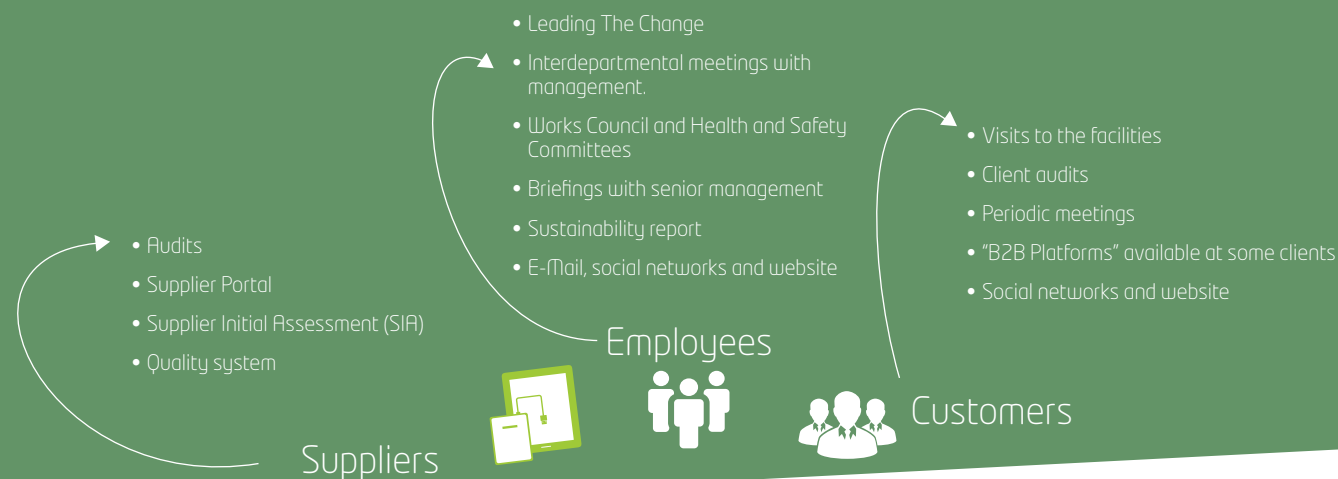 • Leading The Change
• Interdepartmental meetings with
management.
• Works Council and Health and Safety
Committees
• Briefings with senior management
• Sustainability report
• E-Mail, social networks and website
Employees
• Visits to the facilities
• Client audits
• Periodic meetings
• “B2B Platforms” available at some clients
• Social networks and website
Customers
• Audits
• Supplier Portal
• Supplier Initial Assessment (SIA)
• Quality system
Suppliers